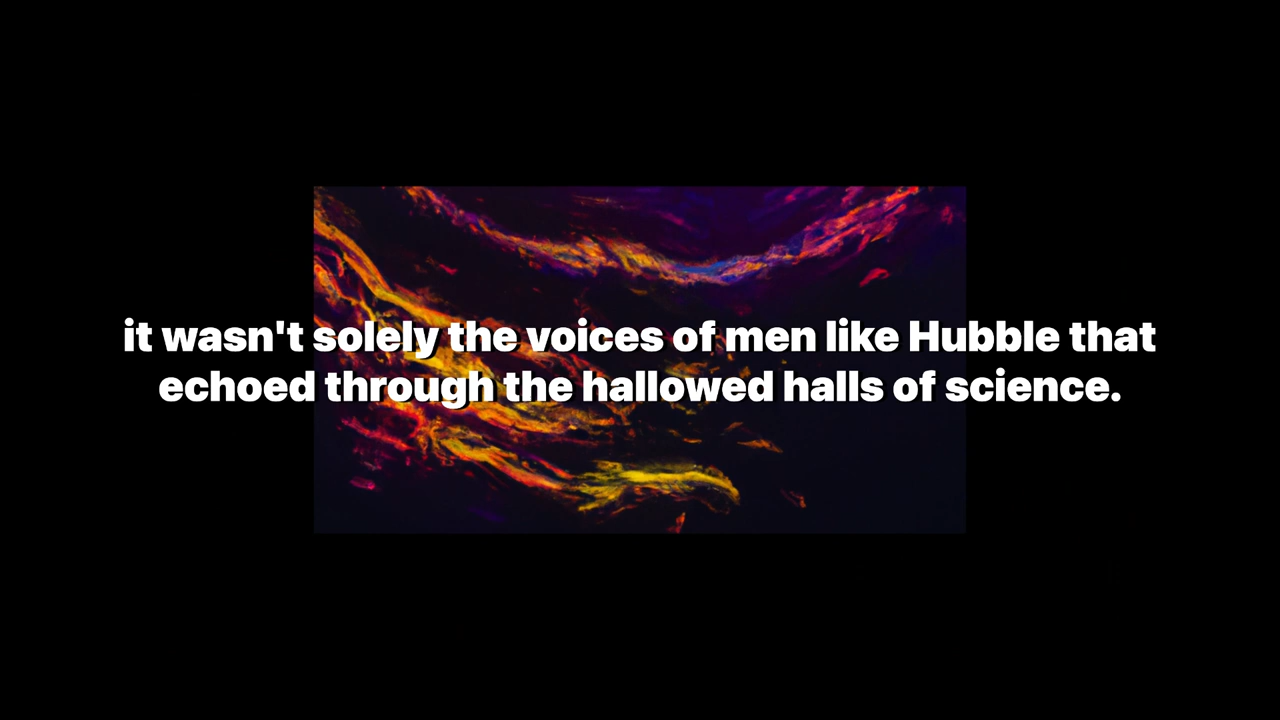 it wasn't solely the voices of men like Hubble that
echoed through the hallowed halls of science.